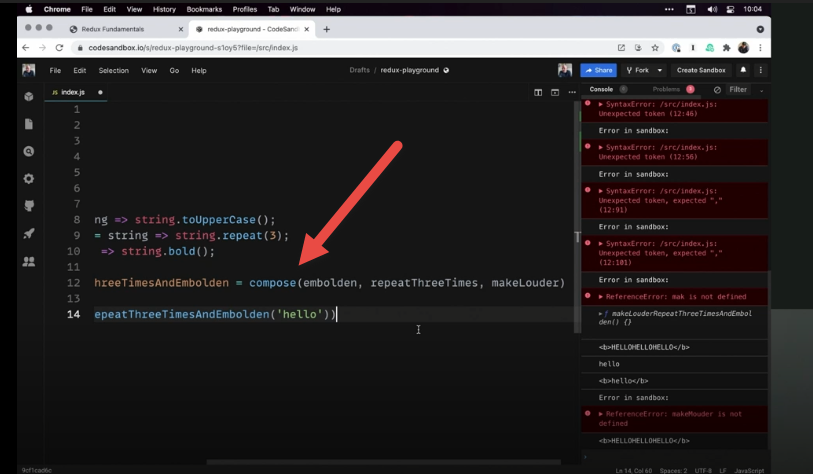 Chrome File Edit View History Bookmarks Profiles Tab Window Help 10:04
Redux Fundamentals
redux-playground - CodeSand
codesandbox.io/s/redux-playground-s1oy5?file=/src/index.js
File Edit Selection View Go Help
Drafts / redux-playground
Share Fork Create Sandbox
JS index.js
Console Problems 3 Filter
1
2
3
4
5
6
7
8 ng => string.toUpperCase();
9 = string => string.repeat(3);
10 => string.bold();
11
12 hreeTimesAndEmbolden = compose(embolden, repeatThreeTimes, makeLouder)
13
14 epeatThreeTimesAndEmbolden('hello'))
SyntaxError: /src/index.js:
Unexpected token (12:46)
Error in sandbox:
SyntaxError: /src/index.js:
Unexpected token (12:56)
Error in sandbox:
SyntaxError: /src/index.js:
Unexpected token, expected ","
(12:91)
Error in sandbox:
SyntaxError: /src/index.js:
Unexpected token, expected ","
(12:101)
Error in sandbox:
ReferenceError: mak is not defined
ƒ makeLouderRepeatThreeTimesAndEmbol
den() {}
<b>HELLOHELLOHELLO</b>
hello
<b>hello</b>
Error in sandbox:
ReferenceError: makeMouder is not
defined
<b>HELLOHELLOHELLO</b>
9cf1cad6c
Ln 14, Col 60 Spaces: 2 UTF-8 LF JavaScript